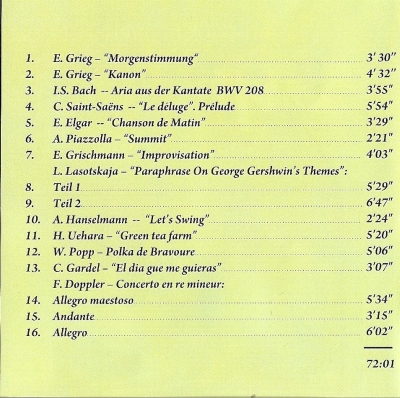 1. E. Grieg – "Morgenstimmung" 3' 30"
2. E. Grieg – "Kanon" 4' 32"
3. I.S. Bach -- Aria aus der Kantate BWV 208 3'55"
4. C. Saint-Saëns – "Le déluge". Prélude 5'54"
5. E. Elgar -- "Chanson de Matin" 3'29"
6. A. Piazzolla – "Summit" 2'21"
7. E. Grischmann – "Improvisation" 4'03"
L. Lasotskaja – "Paraphrase On George Gershwin's Themes":
8. Teil 1 5'29"
9. Teil 2 6'47"
10. A. Hanselmann -- "Let's Swing" 2'24"
11. H. Uehara – "Green tea farm" 5'20"
12. W. Popp – Polka de Bravoure 5'06"
13. C. Gardel – "El dia gue me guieras" 3'07"
F. Doppler – Concerto en re mineur:
14. Allegro maestoso 5'34"
15. Andante 3'15"
16. Allegro 6'02"
72:01